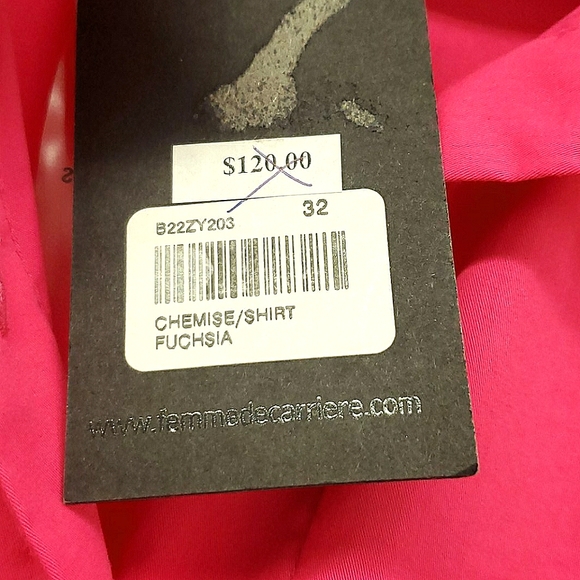 $120.00
B22ZY203 32
CHEMISE/SHIRT
FUCHSIA
www.femmedecarriere.com